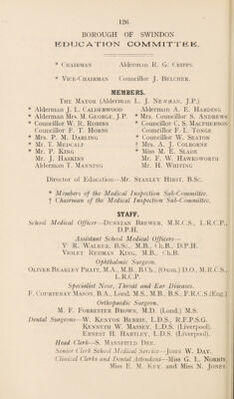 126
BOROUGH OF SWINDON
EDUCATION COMMITTEE.
* CHAIRMAN Alderman R. G. CRIPPS.
* VICE-CHAIRMAN Councillor J. BELCHER.
MEMBERS.
THE MAYOR (Alderman L. J. NEWMAN, J.P.)
* Alderman J. L. CALDERWOOD Alderman A. E. HARDING
* Alderman Mrs. M. GEORGE, J.P. * Mrs. Councillor S. ANDREWS
* Councillor W. R. ROBINS * Councillor C. S. MACPHERSON
Councillor F. T. HORNS Councillor F. L. TONGE
* Mrs. P. M. DARLING * Councillor W. SEATON
* Mr. T. MEDCALF † Mrs. A. J. COLBORNE
* Mr. P. KING * Miss M. E. SLADE
Mr. J. HASKINS Mr. F. W. HAWKSWORTH
Alderman T. MANNING Mr. H. WHITING
Director of Education—Mr. STANLEY HIRST, B.Sc.
* Members of the Medical Inspection Sub-Committee.
† Chairman of the Medical Inspection Sub-Committee.
STAFF.
School Medical Officer—DUNSTAN BREWER, M.R.C.S., L.R.C.P.,
D.P.H.
Assistant School Medical Officers—
V. R. WALKER, B.Sc., M.B., Ch.B., D.P.H.
VIOLET REDMAN KING, M.B., Ch.B.
Ophthalmic Surgeon.
OLIVER BEAKLEY PRATT, M.A., M.B., B.Ch., (Oxon.) D.O., M.R.C.S.,
L.R.C.P.
Specialist Nose, Throat and Ear Diseases.
F. COURTENAY MASON, B.A., Lond. M.S., M.B., B.S., F.R.C.S. (Eng.)
Orthopaedic Surgeon.
M. F. FORRESTER BROWN, M.D. (Lond.) M.S.
Dental Surgeons—W. KENYON BERRIE, L.D.S., R.F.P.S.G.
KENNETH W. MASSEY, L.D.S. (Liverpool).
ERNEST H. HARTLEY, L.D.S. (Liverpool).
Head Clerk—S. MANSFIELD DEE.
Senior Clerk School Medical Service—JOHN W. DAY.
Clinical Clerks and Dental Attendants—Miss G. L. NORRIS,
Miss E. M. KEY and Miss N. JONES.